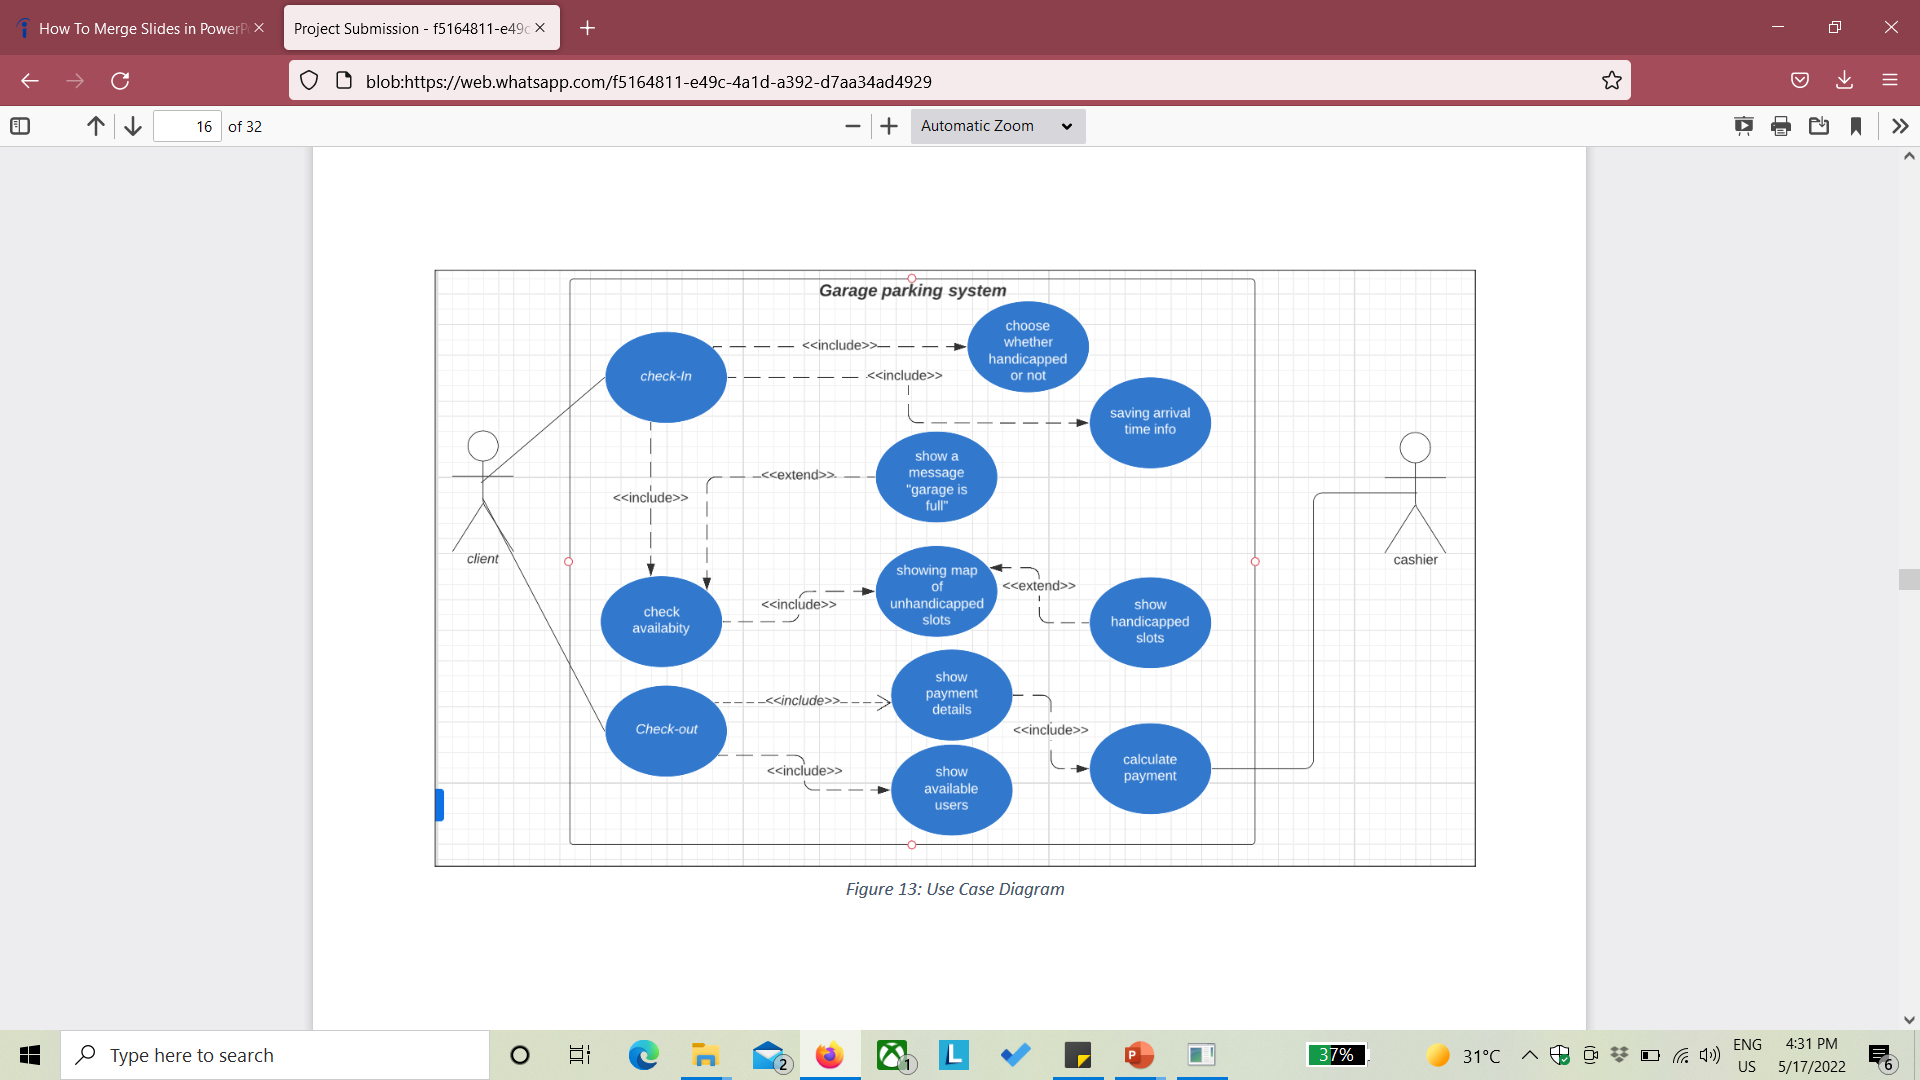 How To Merge Slides in PowerP
Project Submission - f5164811-e49c
blob:https://web.whatsapp.com/f5164811-e49c-4a1d-a392-d7aa34ad4929
16 of 32
Automatic Zoom
Garage parking system
choose
whether
handicapped
or not
<<include>>
check-In
<<include>>
saving arrival
time info
show a
message
"garage is
full"
<<extend>>
<<include>>
client
cashier
showing map
of
unhandicapped
slots
<<extend>>
<<include>>
check
availabity
show
handicapped
slots
show
payment
details
<<include>>
Check-out
<<include>>
calculate
payment
<<include>>
show
available
users
Figure 13: Use Case Diagram
Type here to search
2
1
L
P
37%
31°C
ENG
US
4:31 PM
5/17/2022
6